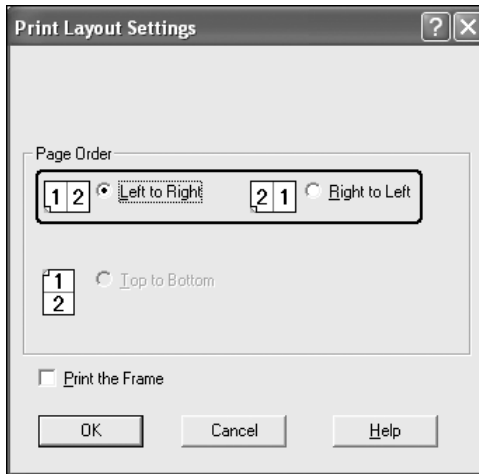 Print Layout Settings
Page Order
1 2 Left to Right 2 1 Right to Left
1
2
Top to Bottom
Print the Frame
OK Cancel Help